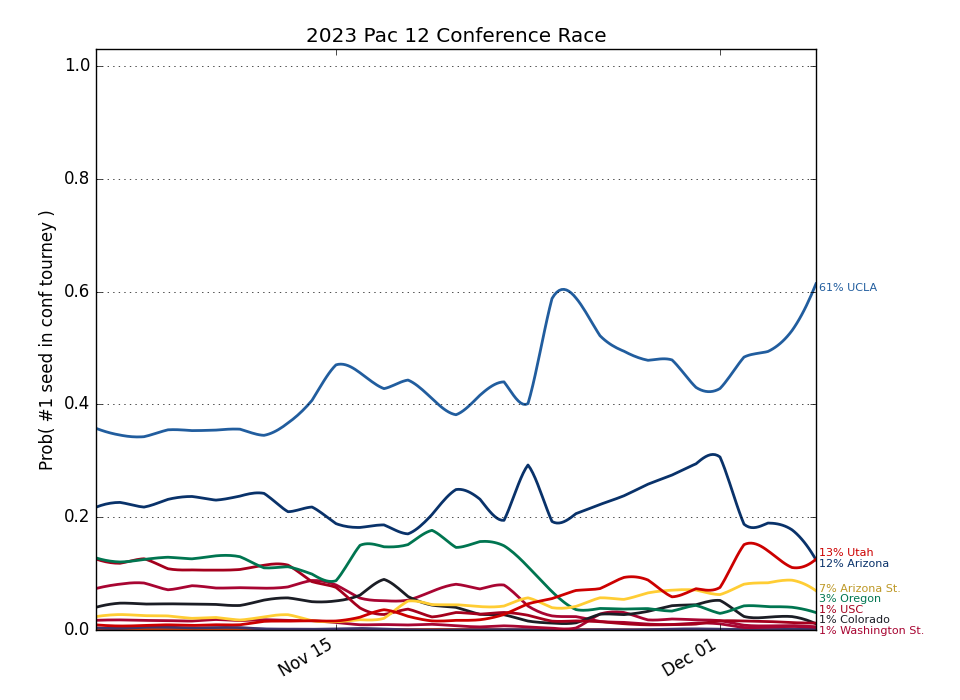 2023 Pac 12 Conference Race
Prob( #1 seed in conf tourney )
1.0
0.8
0.6
0.4
0.2
0.0
Nov 15
Dec 01
61% UCLA
13% Utah
12% Arizona
7% Arizona St.
3% Oregon
1% USC
1% Colorado
1% Washington St.